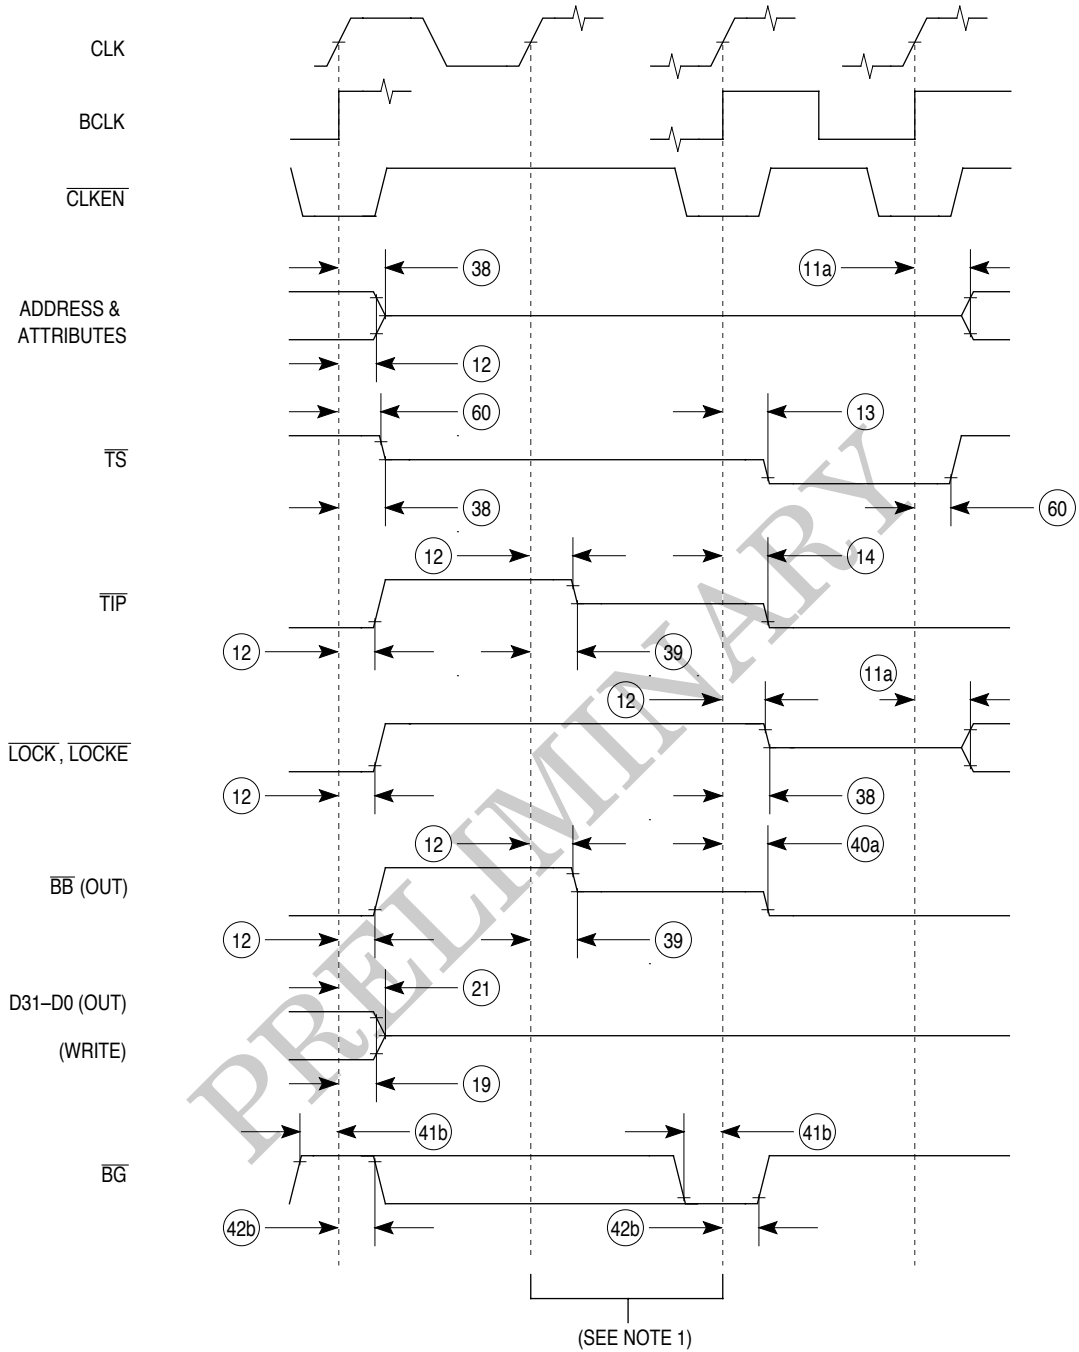 CLK
BCLK
CLKEN
38
11a
ADDRESS &
ATTRIBUTES
12
60
13
TS
38
60
12
14
TIP
12
39
11a
12
LOCK, LOCKE
12
38
12
40a
BB (OUT)
12
39
D31–D0 (OUT)
21
(WRITE)
19
41b
41b
BG
42b
42b
(SEE NOTE 1)
PRELIMINARY